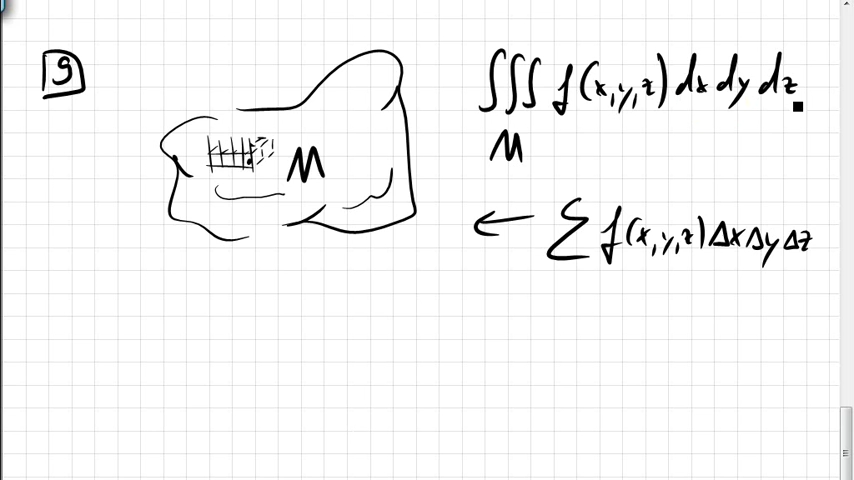 9
∭ f(x,y,z) dx dy dz
M
M
← Σ f(x,y,z) Δx Δy Δz